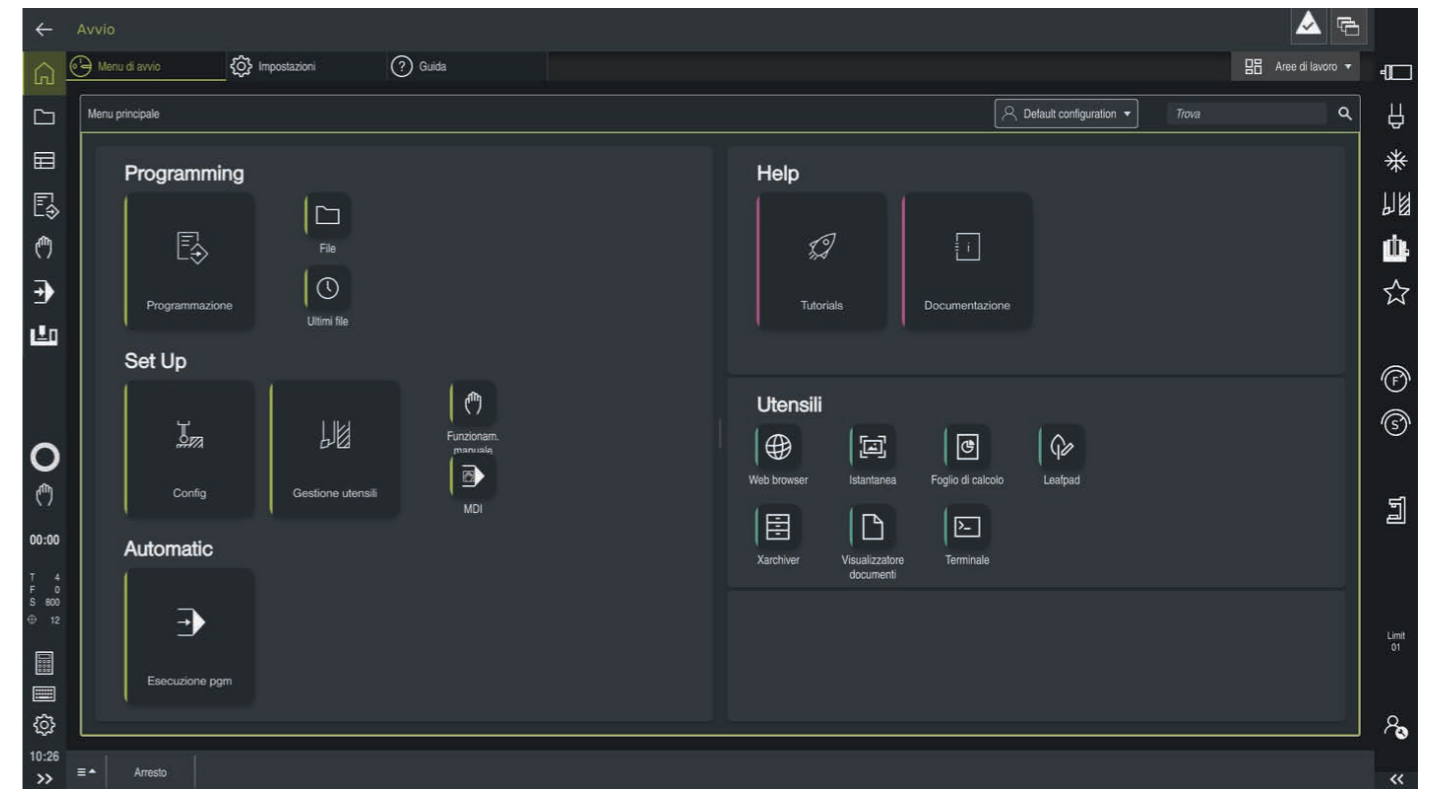 Avvio
Menu di avvio
Impostazioni
Guida
Aree di lavoro
Menu principale
Default configuration
Trova
Programming
Programmazione
File
Ultimi file
Set Up
Config
Gestione utensili
Funzionam.
manuale
MDI
Automatic
Esecuzione pgm
Help
Tutorials
Documentazione
Utensili
Web browser
Istantanea
Foglio di calcolo
Leafpad
Xarchiver
Visualizzatore
documenti
Terminale
00:00
T 4
F 0
S 800
12
10:26
Arresto
F
S
Limit
01